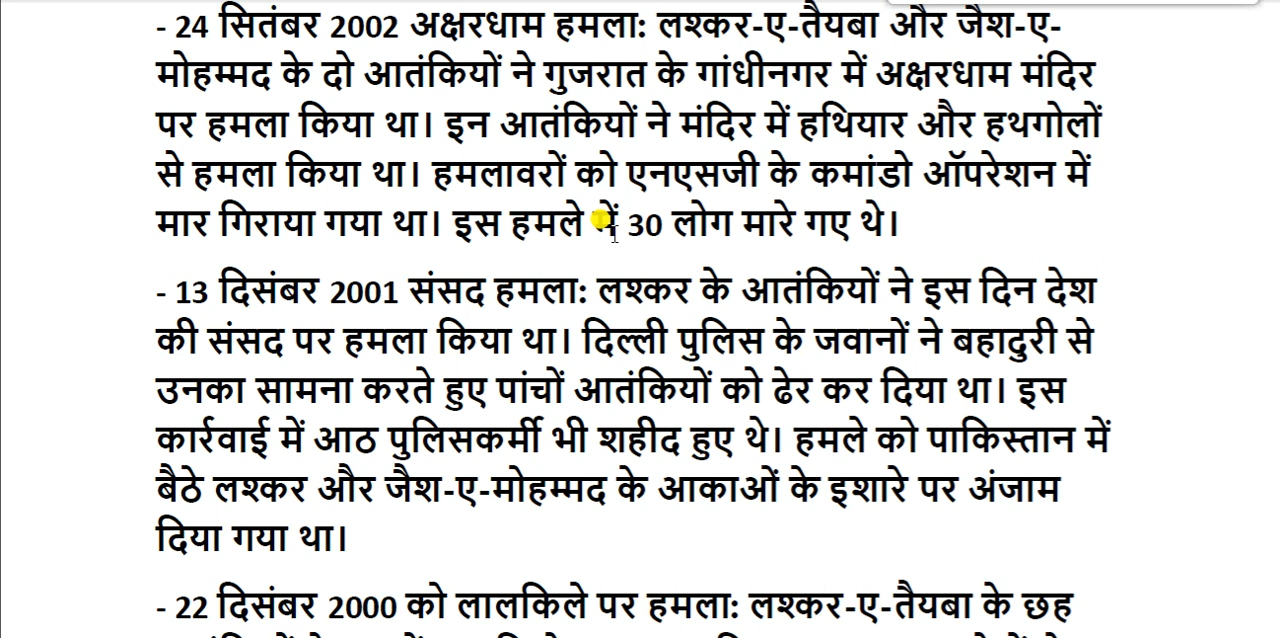 - 24 सितंबर 2002 अक्षरधाम हमला: लश्कर-ए-तैयबा और जैश-ए-
मोहम्मद के दो आतंकियों ने गुजरात के गांधीनगर में अक्षरधाम मंदिर
पर हमला किया था। इन आतंकियों ने मंदिर में हथियार और हथगोलों
से हमला किया था। हमलावरों को एनएसजी के कमांडो ऑपरेशन में
मार गिराया गया था। इस हमले में 30 लोग मारे गए थे।
- 13 दिसंबर 2001 संसद हमला: लश्कर के आतंकियों ने इस दिन देश
की संसद पर हमला किया था। दिल्ली पुलिस के जवानों ने बहादुरी से
उनका सामना करते हुए पांचों आतंकियों को ढेर कर दिया था। इस
कार्रवाई में आठ पुलिसकर्मी भी शहीद हुए थे। हमले को पाकिस्तान में
बैठे लश्कर और जैश-ए-मोहम्मद के आकाओं के इशारे पर अंजाम
दिया गया था।
- 22 दिसंबर 2000 को लालकिले पर हमला: लश्कर-ए-तैयबा के छह